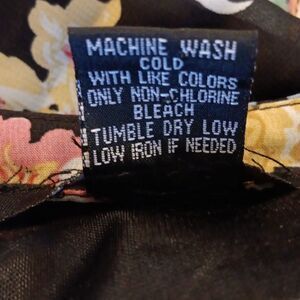 MACHINE WASH
COLD
WITH LIKE COLORS
ONLY NON-CHLORINE
BLEACH
TUMBLE DRY LOW
LOW IRON IF NEEDED